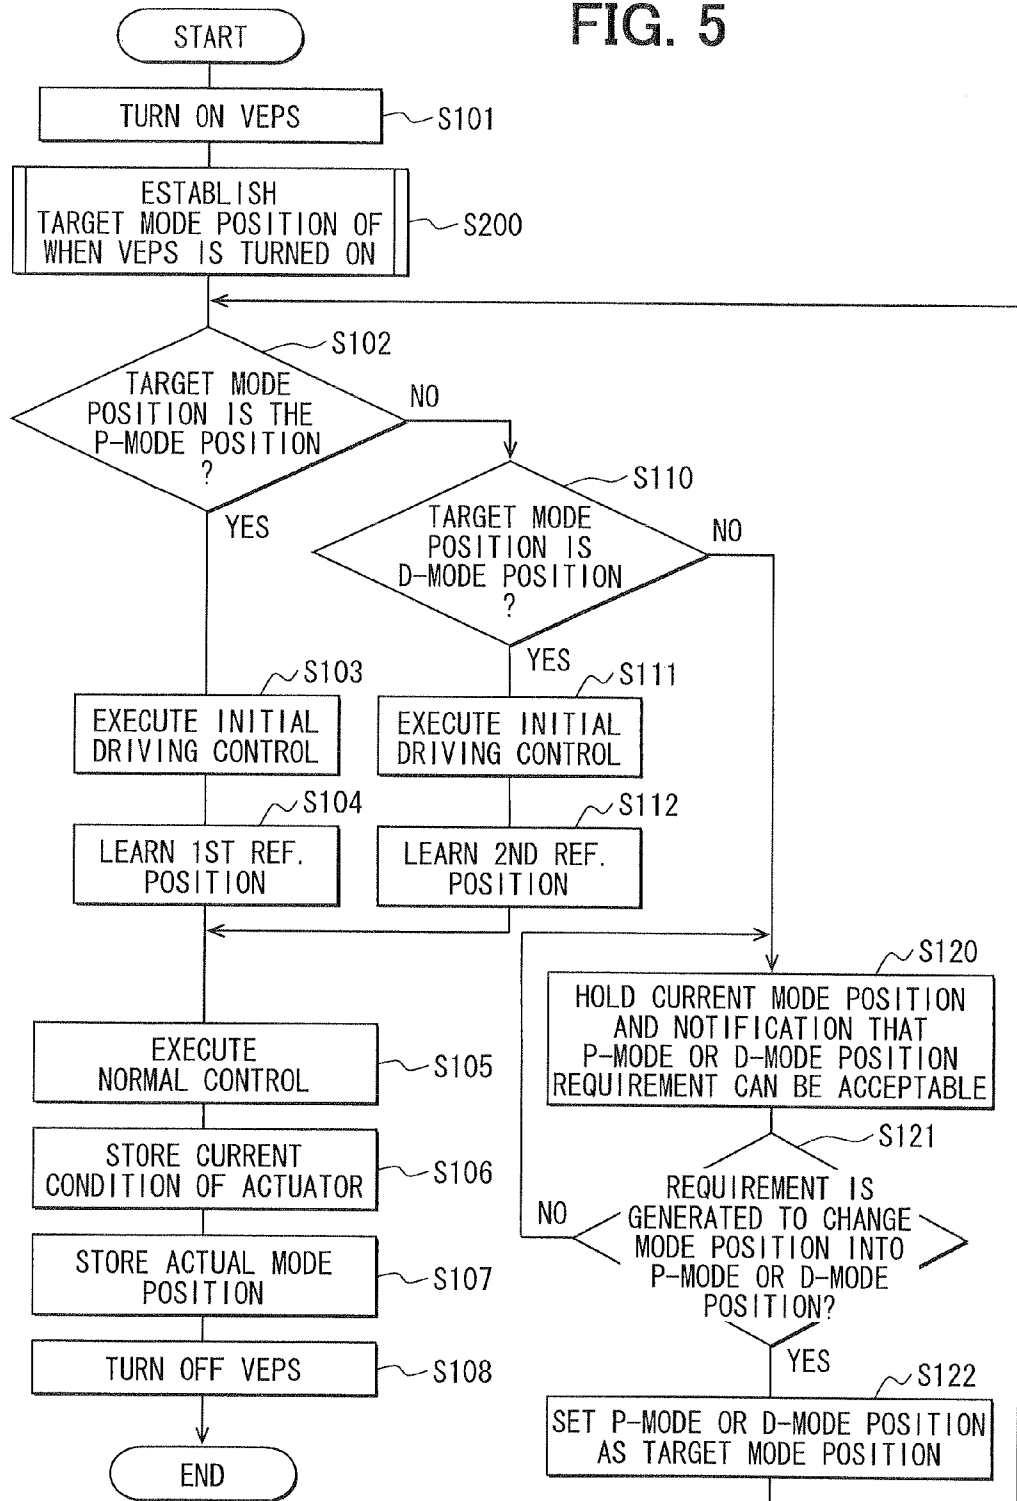 FIG. 5
START
TURN ON VEPS
S101
ESTABLISH
TARGET MODE POSITION OF
WHEN VEPS IS TURNED ON
S200
S102
TARGET MODE
POSITION IS THE
P-MODE POSITION
?
NO
YES
S110
TARGET MODE
POSITION IS
D-MODE POSITION
?
NO
YES
S103
EXECUTE INITIAL
DRIVING CONTROL
S111
EXECUTE INITIAL
DRIVING CONTROL
S104
LEARN 1ST REF.
POSITION
S112
LEARN 2ND REF.
POSITION
S120
HOLD CURRENT MODE POSITION
AND NOTIFICATION THAT
P-MODE OR D-MODE POSITION
REQUIREMENT CAN BE ACCEPTABLE
EXECUTE
NORMAL CONTROL
S105
S121
REQUIREMENT IS
GENERATED TO CHANGE
MODE POSITION INTO
P-MODE OR D-MODE
POSITION?
NO
YES
STORE CURRENT
CONDITION OF ACTUATOR
S106
STORE ACTUAL MODE
POSITION
S107
TURN OFF VEPS
S108
S122
SET P-MODE OR D-MODE POSITION
AS TARGET MODE POSITION
END